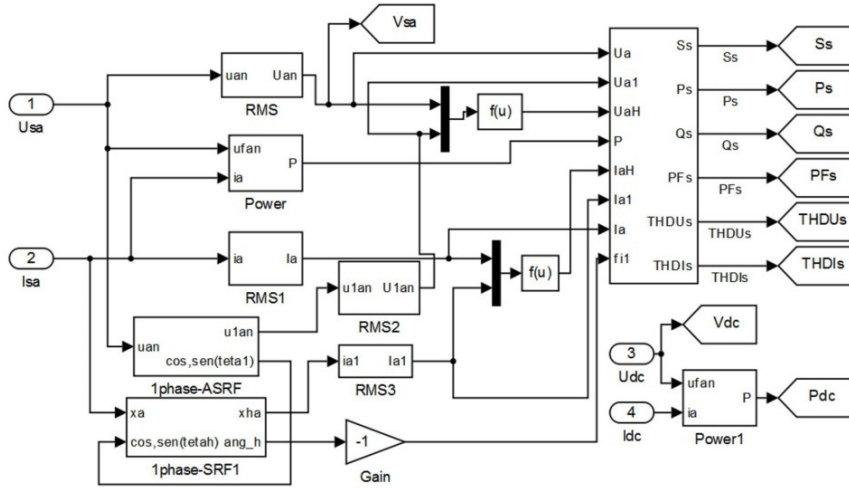 Vsa
1
Usa
uan
Uan
RMS
ufan
ia
P
Power
f(u)
Ua
Ua1
UaH
P
IaH
Ia1
Ia
fi1
Ss
Ps
Qs
PFs
THDUs
THDIs
Ss
Ps
Qs
PFs
THDUs
THDIs
Ss
Ps
Qs
PFs
THDUs
THDIs
2
Isa
ia
Ia
RMS1
u1an
U1an
RMS2
f(u)
uan
u1an
cos,sen(teta1)
1phase-ASRF
ia1
Ia1
RMS3
xa
xha
cos,sen(tetah)
ang_h
1phase-SRF1
-1
Gain
Vdc
3
Udc
4
Idc
ufan
ia
P
Power1
Pdc